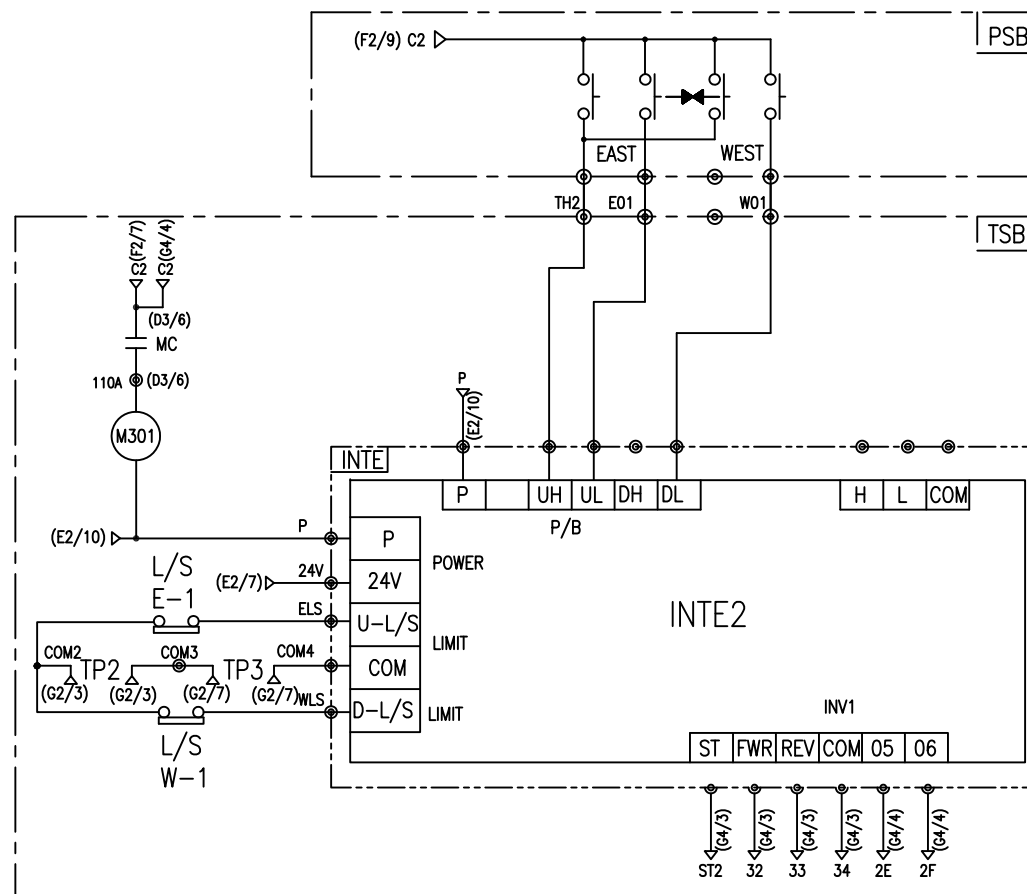 (F2/9) C2
PSB
EAST
WEST
TH2
E01
W01
TSB
C2(F2/7)
C2(G4/4)
(D3/6)
MC
110A
(D3/6)
M301
P
(E2/10)
INTE
P
UH
UL
DH
DL
H
L
COM
P/B
(E2/10)
P
P
POWER
(E2/7)
24V
24V
L/S
E-1
ELS
U-L/S
LIMIT
INTE2
COM2
TP2
COM3
TP3
COM4
COM
(G2/3)
(G2/3)
(G2/7)
(G2/7)
WLS
D-L/S
LIMIT
INV1
L/S
W-1
ST
FWR
REV
COM
05
06
(G4/3)
(G4/3)
(G4/3)
(G4/3)
(G4/4)
(G4/4)
ST2
32
33
34
2E
2F